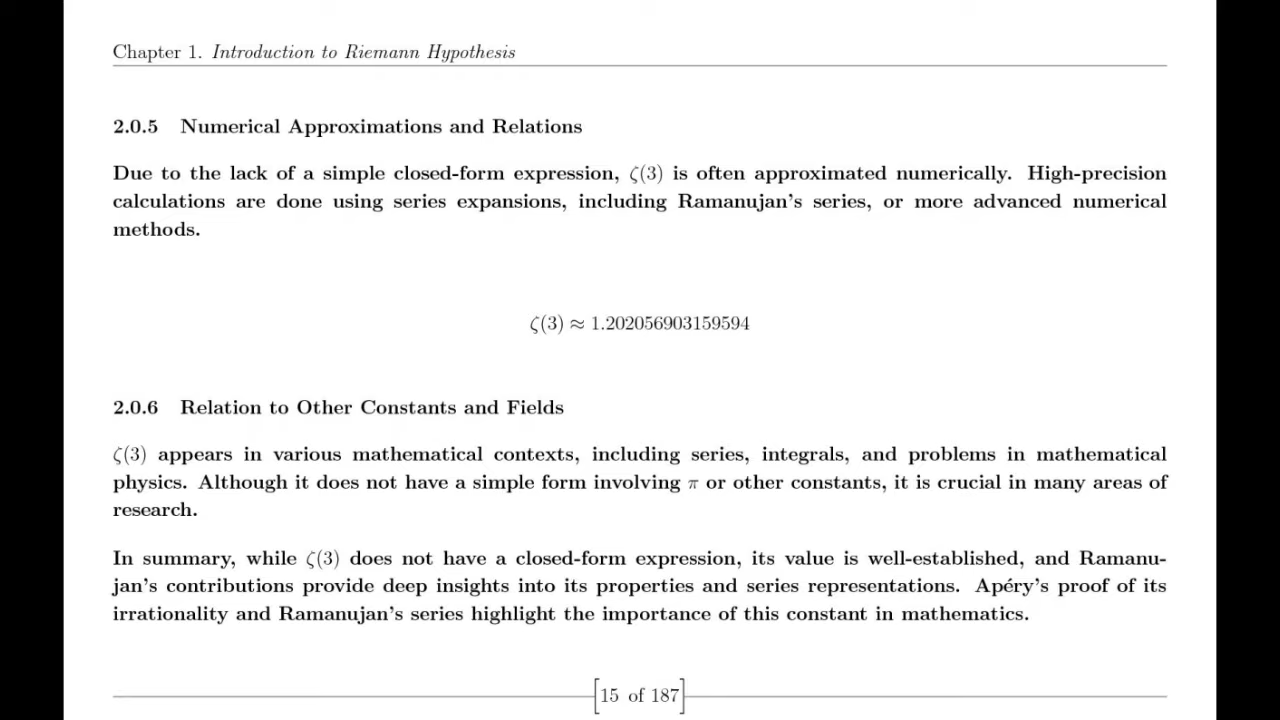 Chapter 1. Introduction to Riemann Hypothesis
2.0.5 Numerical Approximations and Relations
Due to the lack of a simple closed-form expression, ζ(3) is often approximated numerically. High-precision
calculations are done using series expansions, including Ramanujan's series, or more advanced numerical
methods.
ζ(3) ≈ 1.202056903159594
2.0.6 Relation to Other Constants and Fields
ζ(3) appears in various mathematical contexts, including series, integrals, and problems in mathematical
physics. Although it does not have a simple form involving π or other constants, it is crucial in many areas of
research.
In summary, while ζ(3) does not have a closed-form expression, its value is well-established, and Ramanu-
jan's contributions provide deep insights into its properties and series representations. Apéry's proof of its
irrationality and Ramanujan's series highlight the importance of this constant in mathematics.
[15 of 187]